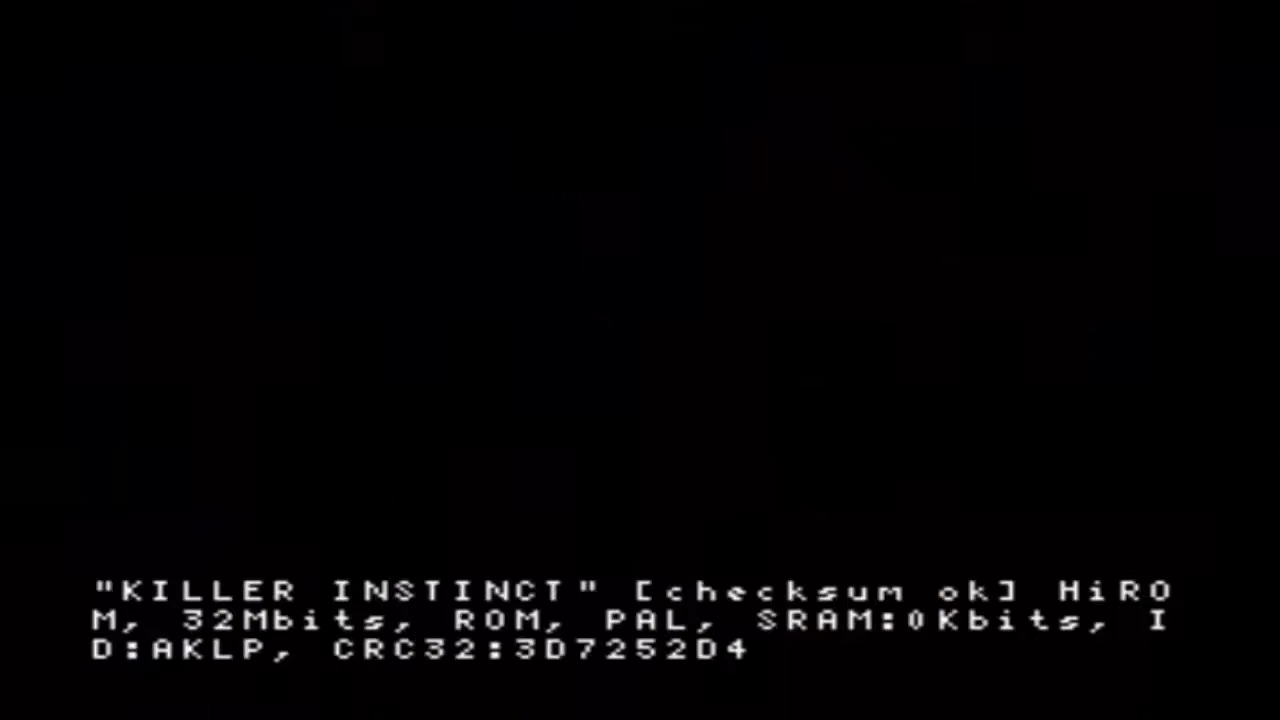 "KILLER INSTINCT" [checksum ok] HiRO
M, 32Mbits, ROM, PAL, SRAM:0Kbits, I
D:AKLP, CRC32:3D7252D4